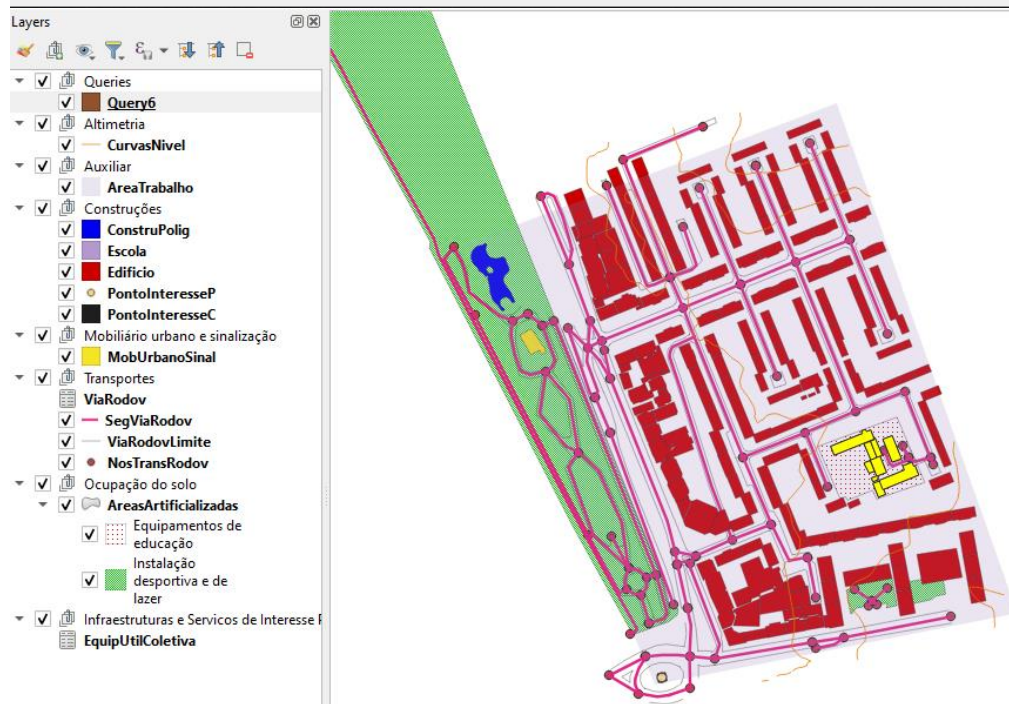 Layers
Queries
Query6
Altimetria
CurvasNivel
Auxiliar
AreaTrabalho
Construções
ConstruPolig
Escola
Edificio
PontoInteresseP
PontoInteresseC
Mobiliário urbano e sinalização
MobUrbanoSinal
Transportes
ViaRodov
SegViaRodov
ViaRodovLimite
NosTransRodov
Ocupação do solo
AreasArtificializadas
Equipamentos de
educação
Instalação
desportiva e de
lazer
Infraestruturas e Servicos de Interesse
EquipUtilColetiva